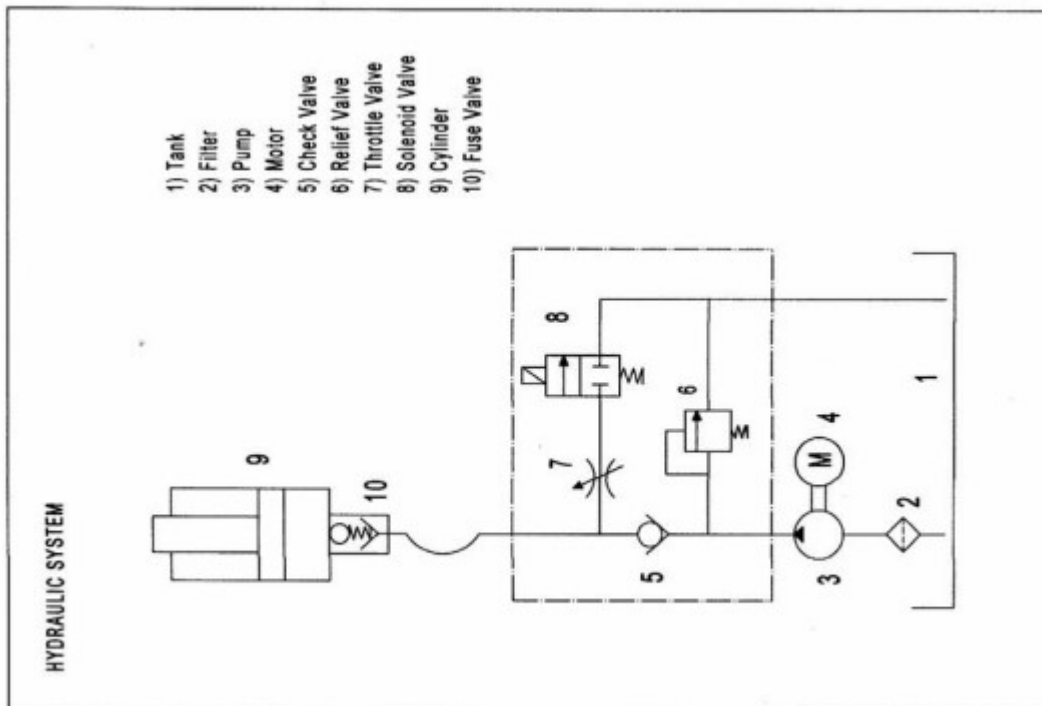 HYDRAULIC SYSTEM
1) Tank
2) Filter
3) Pump
4) Motor
5) Check Valve
6) Relief Valve
7) Throttle Valve
8) Solenoid Valve
9) Cylinder
10) Fuse Valve
9
10
8
7
6
5
4
M
3
2
1